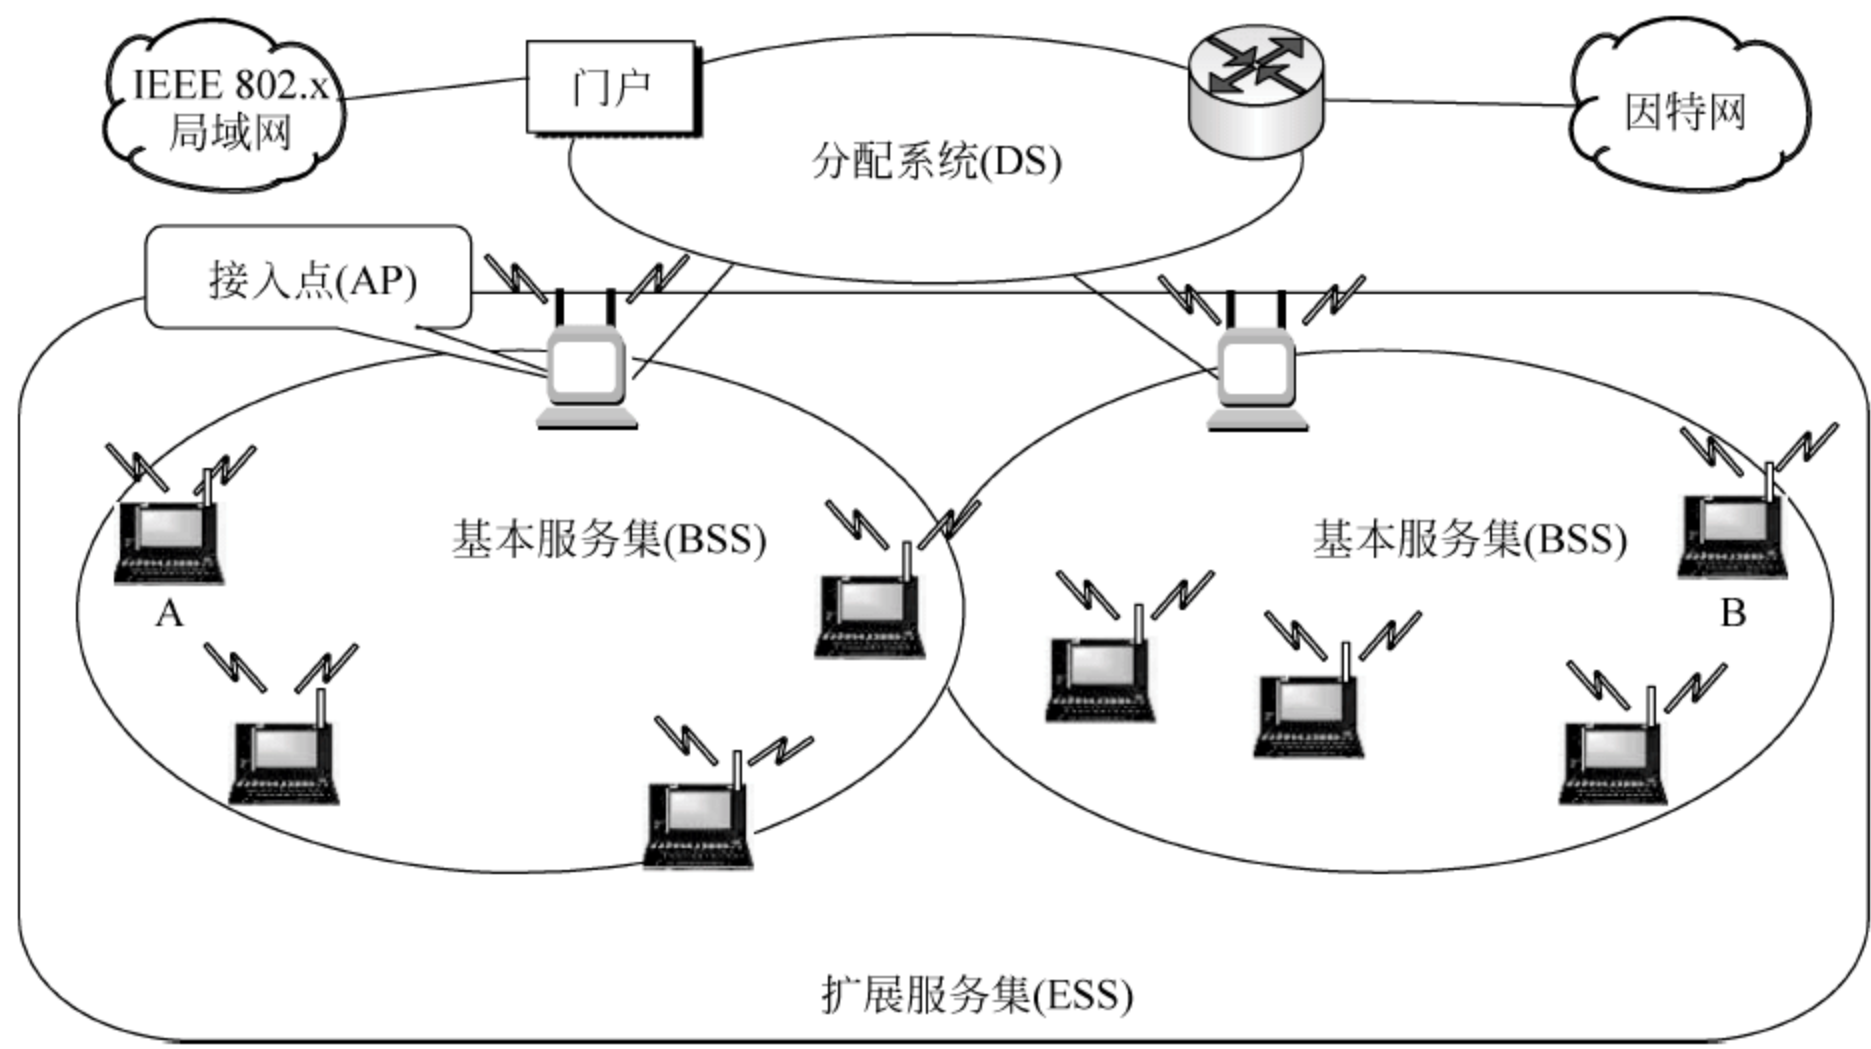 IEEE 802.x
局域网
门户
分配系统(DS)
因特网
接入点(AP)
基本服务集(BSS)
基本服务集(BSS)
A
B
扩展服务集(ESS)